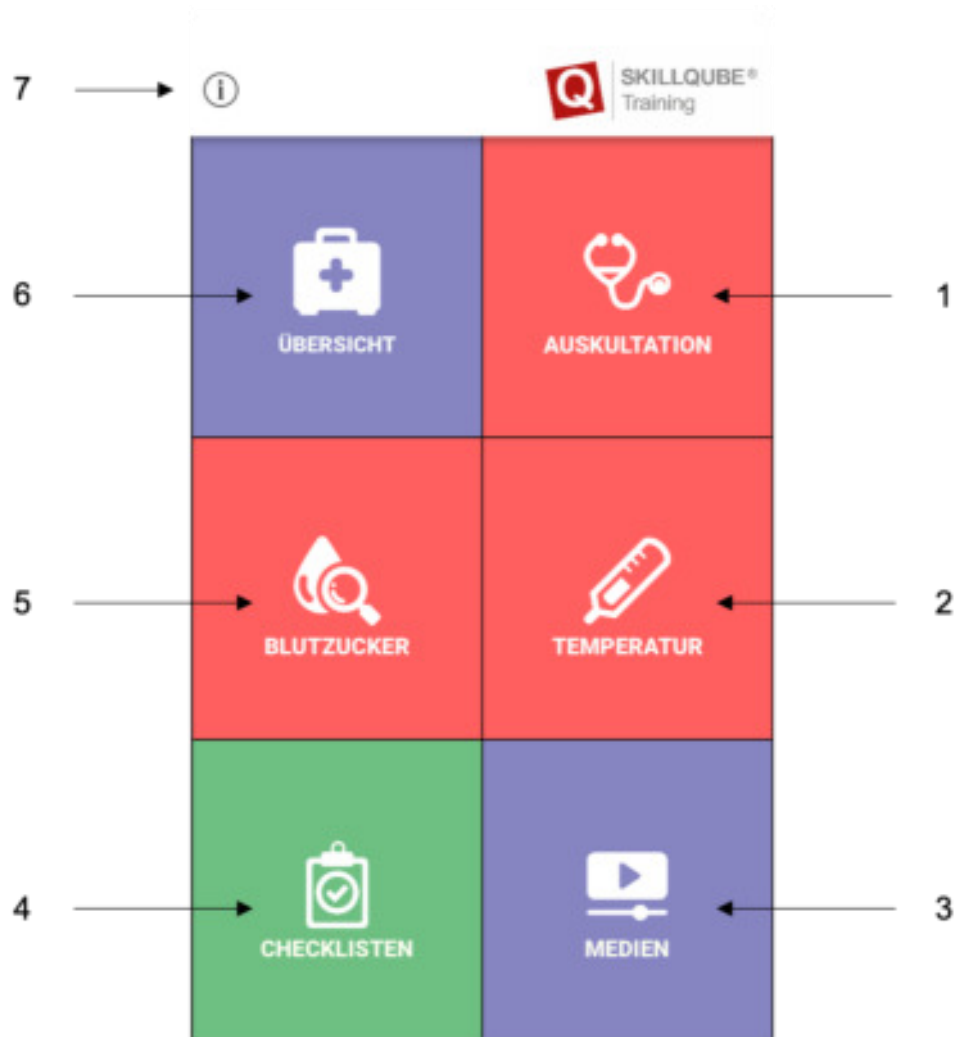 7
SKILLQUBE®
Training
6
ÜBERSICHT
AUSKULTATION
1
5
BLUTZUCKER
TEMPERATUR
2
4
CHECKLISTEN
MEDIEN
3